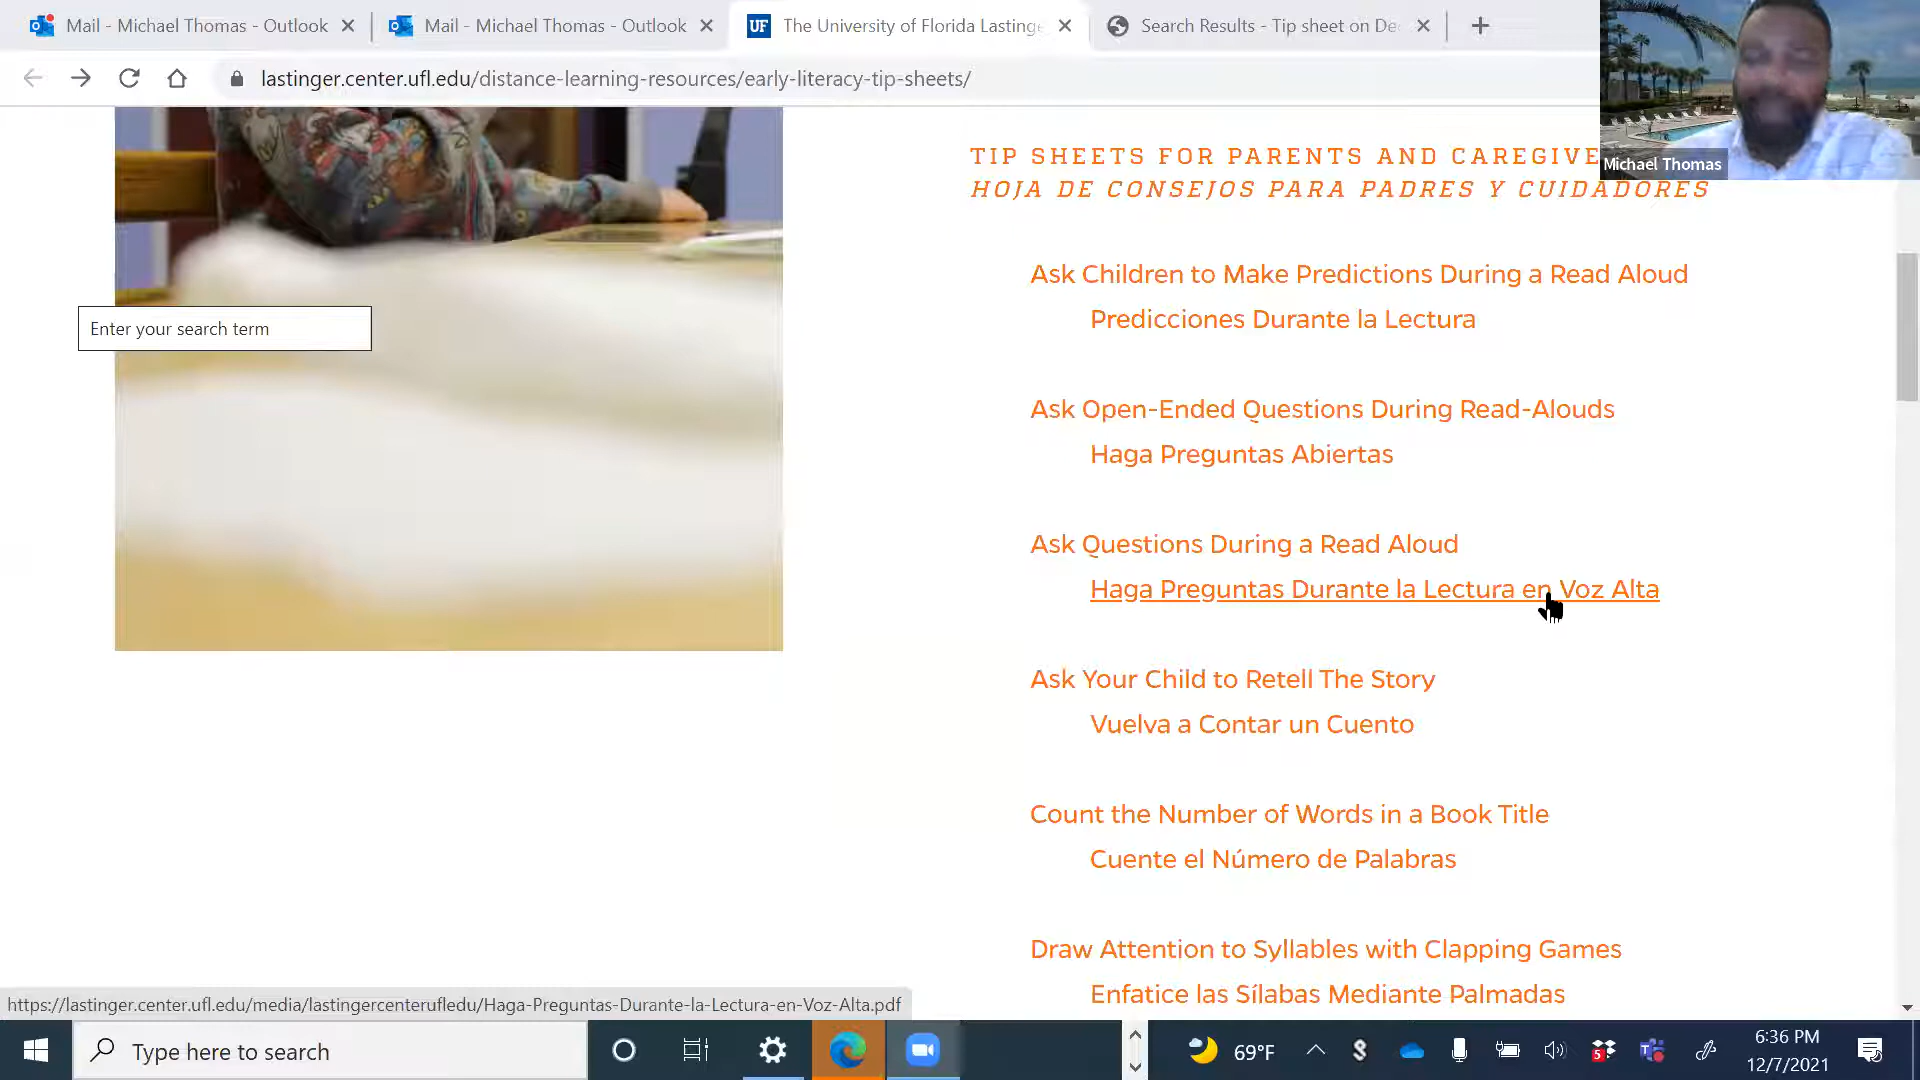 Mail - Michael Thomas - Outlook
Mail - Michael Thomas - Outlook
UF
The University of Florida Lasting
Search Results - Tip sheet on De
lastinger.center.ufl.edu/distance-learning-resources/early-literacy-tip-sheets/
Michael Thomas
TIP SHEETS FOR PARENTS AND CAREGIVE
HOJA DE CONSEJOS PARA PADRES Y CUIDADORES
Enter your search term
Ask Children to Make Predictions During a Read Aloud
Predicciones Durante la Lectura
Ask Open-Ended Questions During Read-Alouds
Haga Preguntas Abiertas
Ask Questions During a Read Aloud
Haga Preguntas Durante la Lectura en Voz Alta
Ask Your Child to Retell The Story
Vuelva a Contar un Cuento
Count the Number of Words in a Book Title
Cuente el Número de Palabras
Draw Attention to Syllables with Clapping Games
Enfatice las Sílabas Mediante Palmadas
https://lastinger.center.ufl.edu/media/lastingercenterufledu/Haga-Preguntas-Durante-la-Lectura-en-Voz-Alta.pdf
Type here to search
69°F
5
6:36 PM
12/7/2021